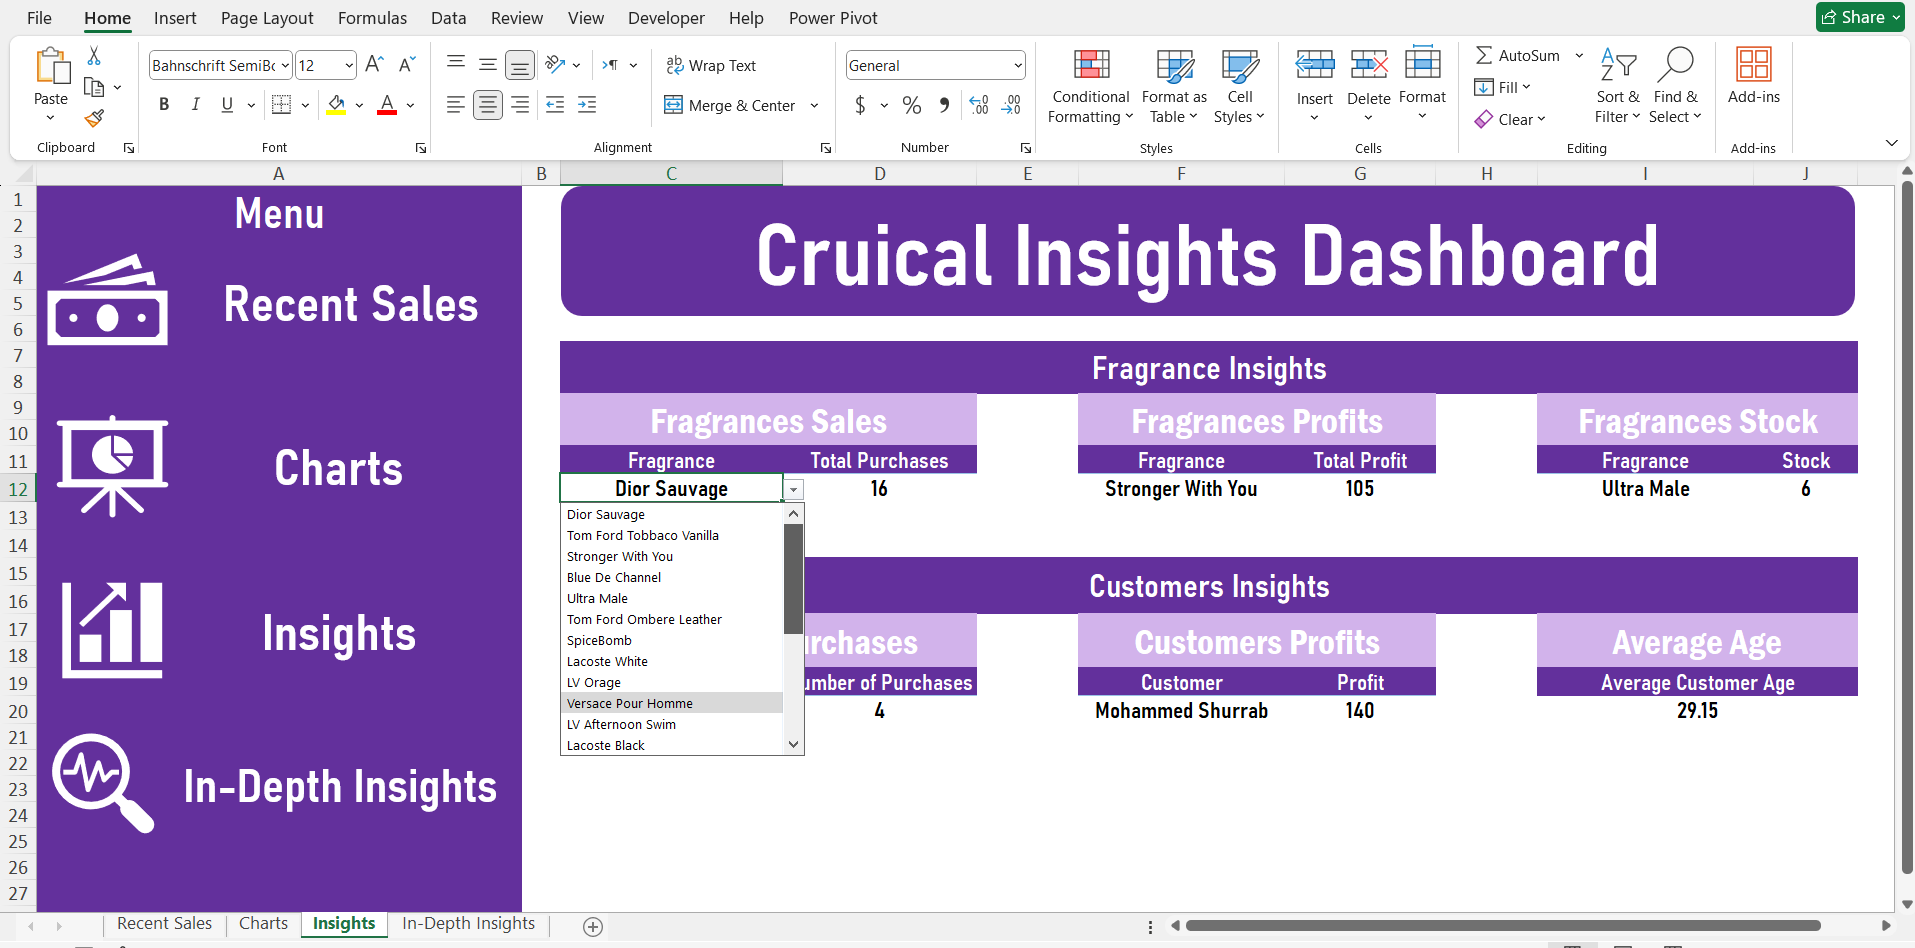 File Home Insert Page Layout Formulas Data Review View Developer Help Power Pivot Share
Bahnschrift SemiBo 12 A A
ab Wrap Text
General
AutoSum
Paste
B I U A
Merge & Center
$ %
Conditional Formatting
Format as Table
Cell Styles
Insert Delete Format
Fill
Clear
Sort & Filter
Find & Select
Add-ins
Clipboard Font Alignment Number Styles Cells Editing Add-ins
A B C D E F G H I J
1
2
3
4
5
6
7
8
9
10
11
12
13
14
15
16
17
18
19
20
21
22
23
24
25
26
27
Menu
Recent Sales
Charts
Insights
In-Depth Insights
Cruical Insights Dashboard
Fragrance Insights
Fragrances Sales Fragrances Profits Fragrances Stock
Fragrance Total Purchases Fragrance Total Profit Fragrance Stock
Dior Sauvage 16 Stronger With You 105 Ultra Male 6
Dior Sauvage
Tom Ford Tobbaco Vanilla
Stronger With You
Blue De Channel
Ultra Male
Tom Ford Ombere Leather
SpiceBomb
Lacoste White
LV Orage
Versace Pour Homme
LV Afternoon Swim
Lacoste Black
Customers Insights
urchases Customers Profits Average Age
umber of Purchases Customer Profit Average Customer Age
4 Mohammed Shurrab 140 29.15
Recent Sales Charts Insights In-Depth Insights